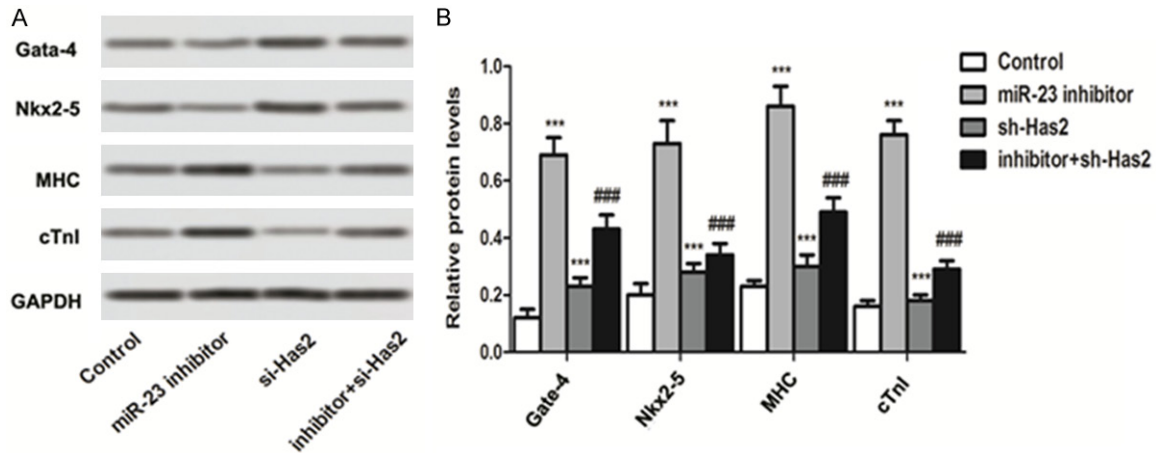 A
Gata-4
Nkx2-5
MHC
cTnI
GAPDH
Control
miR-23 inhibitor
si-Has2
inhibitor+si-Has2
B
Relative protein levels
1.0
0.8
0.6
0.4
0.2
0.0
***
***
###
***
***
###
***
***
###
***
***
###
Gate-4
Nkx2-5
MHC
cTnI
Control
miR-23 inhibitor
sh-Has2
inhibitor+sh-Has2